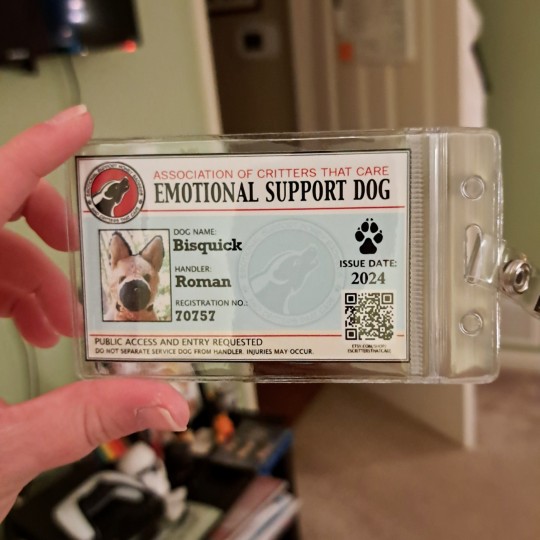 ASSOCIATION OF CRITTERS THAT CARE
EMOTIONAL SUPPORT DOG
DOG NAME:
Bisquick
HANDLER:
Roman
REGISTRATION NO.:
70757
ISSUE DATE:
2024
PUBLIC ACCESS AND ENTRY REQUESTED
DO NOT SEPARATE SERVICE DOG FROM HANDLER. INJURIES MAY OCCUR.